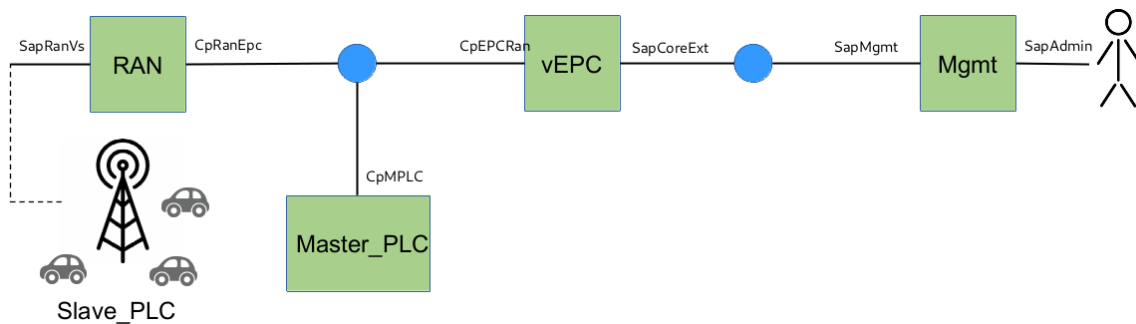 SapRanVs
RAN
CpRanEpc
CpEPCRan
vEPC
SapCoreExt
SapMgmt
Mgmt
SapAdmin
CpMPLC
Master_PLC
Slave_PLC